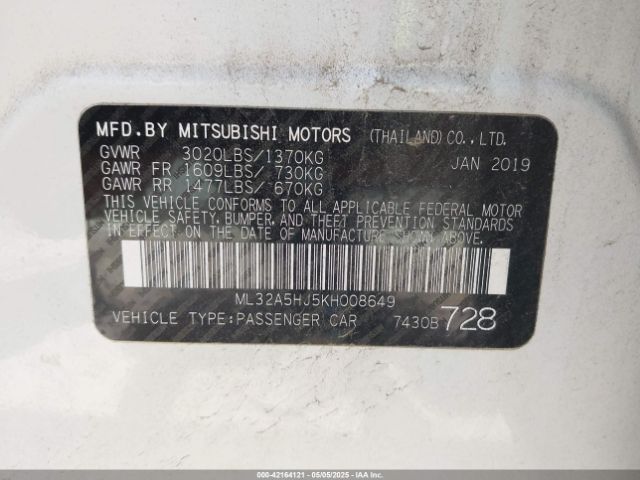 MFD.BY MITSUBISHI MOTORS (THAILAND) CO.,LTD.
GVWR 3020LBS/1370KG JAN 2019
GAWR FR 1609LBS/ 730KG
GAWR RR 1477LBS/ 670KG
THIS VEHICLE CONFORMS TO ALL APPLICABLE FEDERAL MOTOR
VEHICLE SAFETY, BUMPER, AND THEFT PREVENTION STANDARDS
IN EFFECT ON THE DATE OF MANUFACTURE SHOWN ABOVE.
ML32A5HJ5KH008649
VEHICLE TYPE:PASSENGER CAR 7430B 728
000-42164121 - 05/05/2025 - IAAI.COM